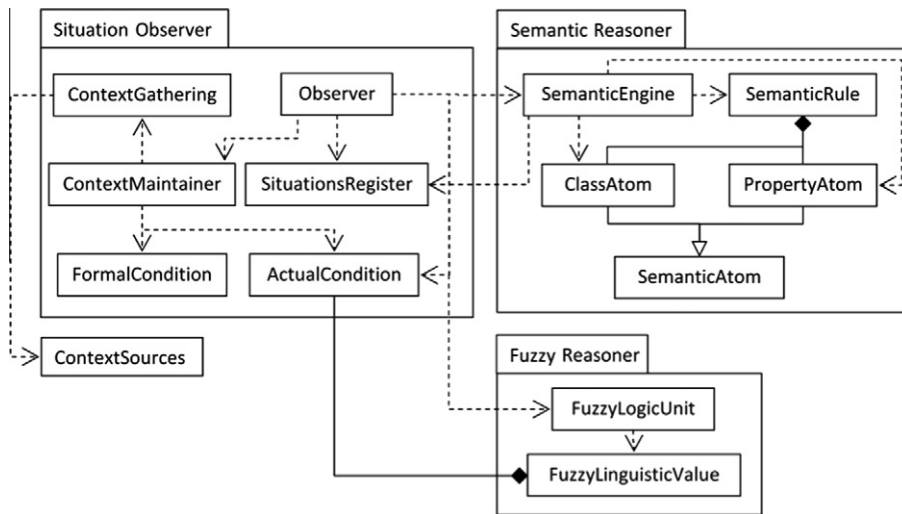 Situation Observer
Semantic Reasoner
ContextGathering
Observer
SemanticEngine
SemanticRule
ContextMaintainer
SituationsRegister
ClassAtom
PropertyAtom
FormalCondition
ActualCondition
SemanticAtom
ContextSources
Fuzzy Reasoner
FuzzyLogicUnit
FuzzyLinguisticValue